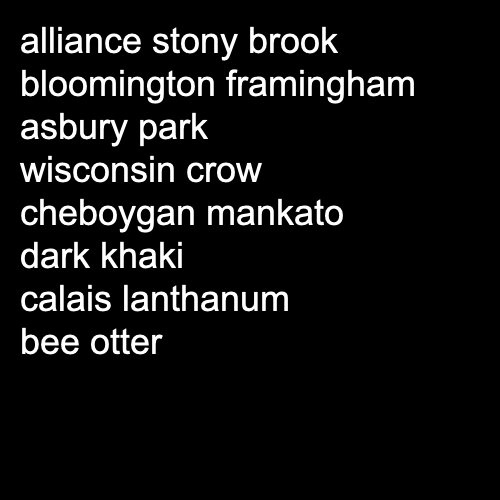 alliance stony brook
bloomington framingham
asbury park
wisconsin crow
cheboygan mankato
dark khaki
calais lanthanum
bee otter